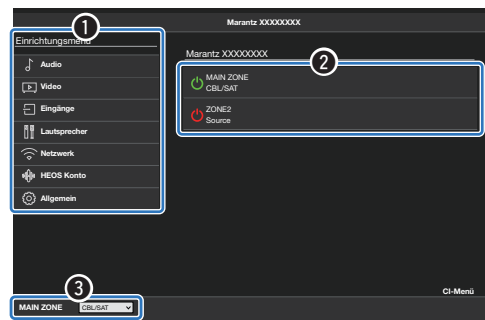 Marantz XXXXXXXX
1
Einrichtungsmenü
Audio
Video
Eingänge
Lautsprecher
Netzwerk
HEOS Konto
Allgemein
Marantz XXXXXXXX
2
MAIN ZONE
CBL/SAT
ZONE2
Source
3
CI-Menü
MAIN ZONE CBL/SAT